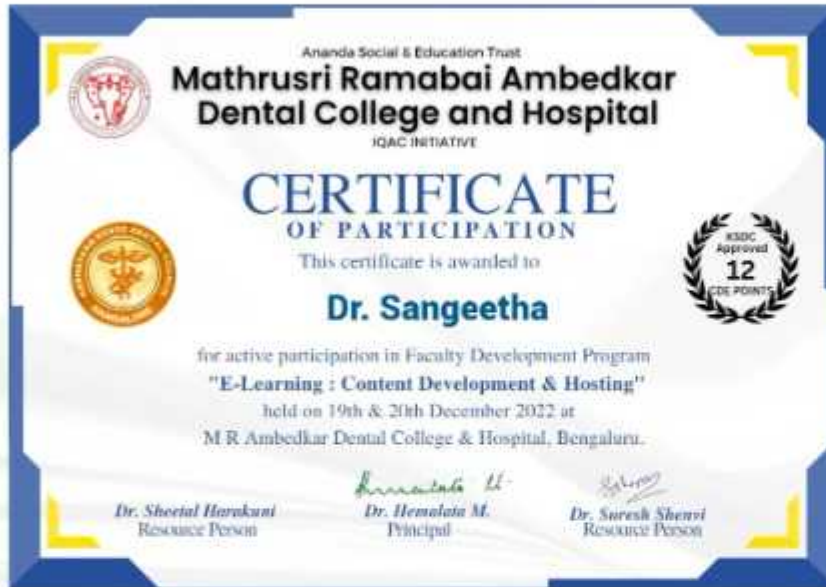 Ananda Social & Education Trust
Mathrusri Ramabai Ambedkar
Dental College and Hospital
IQAC INITIATIVE
CERTIFICATE
OF PARTICIPATION
This certificate is awarded to
KSDC
Approved
12
CDE POINTS
Dr. Sangeetha
for active participation in Faculty Development Program
"E-Learning : Content Development & Hosting"
held on 19th & 20th December 2022 at
M R Ambedkar Dental College & Hospital, Bengaluru.
Dr. Sheetal Harakuni
Resource Person
Dr. Hemalata M.
Principal
Dr. Suresh Shenvi
Resource Person